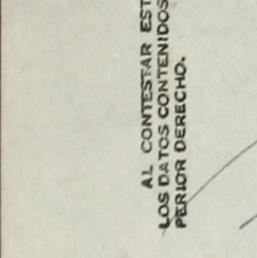 AL CONTESTAR EST
LOS DATOS CONTENIDOS
PERIOR DERECHO.